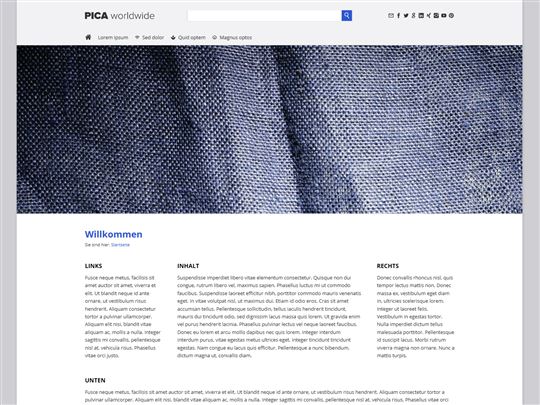 PICA worldwide
Lorem ipsum Sed dolor Quid optem Magnus optos
Willkommen
Sie sind hier: Startseite
LINKS
Fusce neque metus, facilisis sit
amet auctor sit amet, viverra et
elit. Ut blandit neque id ante
ornare, ut vestibulum risus
hendrerit. Aliquam consectetur
tortor a pulvinar ullamcorper.
Aliquam elit nisi, blandit vitae
aliquam ac, mollis a nulla. Integer
sagittis mi convallis, pellentesque
nisl at, vehicula risus. Phasellus
vitae orci justo.
INHALT
Suspendisse imperdiet libero vitae elementum consectetur. Quisque non dui
congue, rutrum libero vel, maximus sapien. Phasellus luctus mi ut commodo
faucibus. Suspendisse laoreet efficitur nibh, porttitor commodo mauris venenatis
eget. In vitae volutpat nisl, ut maximus dui. Etiam id odio eros. Cras sit amet
accumsan tellus. Pellentesque sollicitudin, tellus iaculis hendrerit tincidunt,
mauris dui tincidunt odio, sed dignissim lacus massa quis lorem. Ut gravida enim
vel purus hendrerit lacinia. Phasellus pulvinar lectus vel neque laoreet faucibus.
Donec eu lorem et arcu mollis dapibus nec quis lorem. Integer interdum
interdum purus, vitae egestas metus ultrices eget. Integer tincidunt tincidunt
egestas. Nam congue eu lacus quis efficitur. Pellentesque a nunc bibendum,
dictum magna ut, convallis diam.
RECHTS
Donec convallis rhoncus nisl, quis
tempor lectus mattis non. Donec
massa ex, vestibulum eget diam
in, ultricies scelerisque lorem.
Integer ut laoreet felis.
Vestibulum in egestas tortor.
Nulla imperdiet dictum tellus
malesuada porttitor. Pellentesque
id suscipit lacus. Morbi rutrum
viverra magna non ornare. Nunc a
mattis turpis.
UNTEN
Fusce neque metus, facilisis sit amet auctor sit amet, viverra et elit. Ut blandit neque id ante ornare, ut vestibulum risus hendrerit. Aliquam consectetur tortor a pulvinar
ullamcorper. Aliquam elit nisi, blandit vitae aliquam ac, mollis a nulla. Integer sagittis mi convallis, pellentesque nisl at, vehicula risus. Phasellus vitae orci justo.